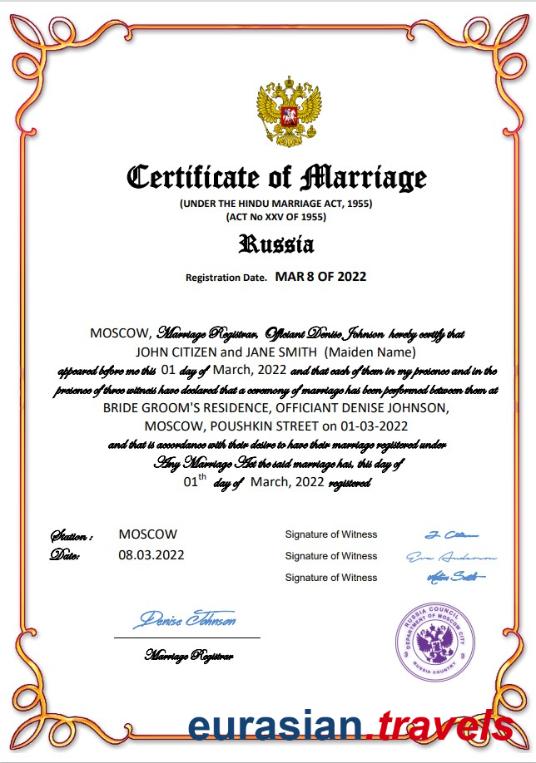 Certificate of Marriage
(UNDER THE HINDU MARRIAGE ACT, 1955)
(ACT No XXV OF 1955)
Russia
Registration Date. MAR 8 OF 2022
MOSCOW, Marriage Registrar, Officiant Denise Johnson hereby certify that
JOHN CITIZEN and JANE SMITH (Maiden Name)
appeared before me this 01 day of March, 2022 and that each of them in my presence and in the
presence of three witness have declared that a ceremony of marriage has been performed between them at
BRIDE GROOM'S RESIDENCE, OFFICIANT DENISE JOHNSON,
MOSCOW, POUSHKIN STREET on 01-03-2022
and that is accordance with their desire to have their marriage registered under
Any Marriage Act the said marriage has, this day of
01th day of March, 2022 registered
Station : MOSCOW
Date: 08.03.2022
Signature of Witness
Signature of Witness Eva Anderson
Signature of Witness
Denise Johnson
Marriage Registrar
RUSSIA COUNCIL
DEPARTMENT OF MOSCOW CITY
RUSSIA COUNTRY
eurasian.travels